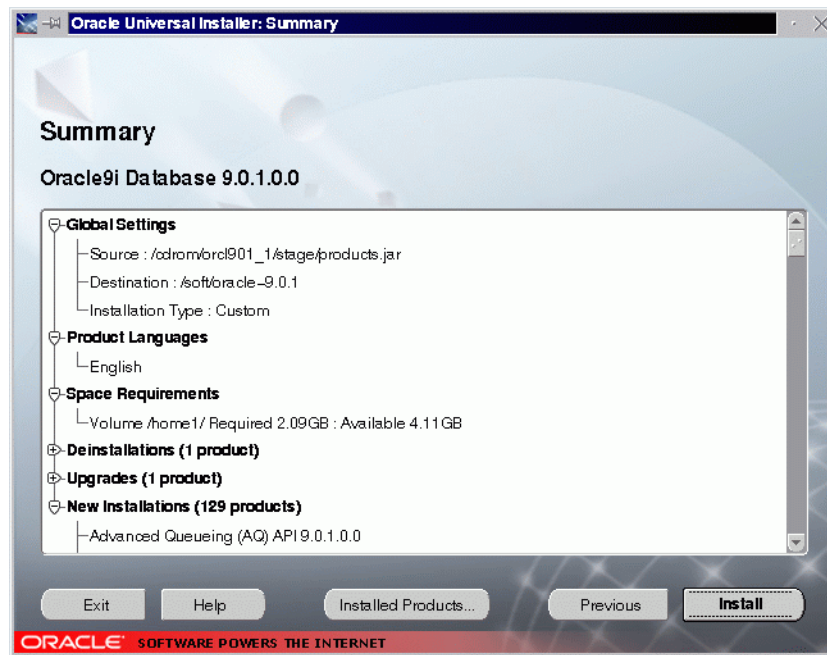 Oracle Universal Installer: Summary
Summary
Oracle9i Database 9.0.1.0.0
Global Settings
Source : /cdrom/orcl901_1/stage/products.jar
Destination : /soft/oracle-9.0.1
Installation Type : Custom
Product Languages
English
Space Requirements
Volume /home1/ Required 2.09GB : Available 4.11GB
Deinstallations (1 product)
Upgrades (1 product)
New Installations (129 products)
Advanced Queueing (AQ) API 9.0.1.0.0
Exit Help Installed Products... Previous Install
ORACLE SOFTWARE POWERS THE INTERNET